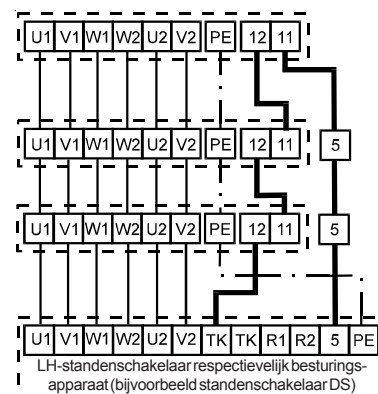 U1 V1 W1 W2 U2 V2 PE 12 11
U1 V1 W1 W2 U2 V2 PE 12 11 5
U1 V1 W1 W2 U2 V2 PE 12 11 5
U1 V1 W1 W2 U2 V2 TK TK R1 R2 5 PE
LH-standenschakelaar respectievelijk besturings-
apparaat (bijvoorbeeld standenschakelaar DS)